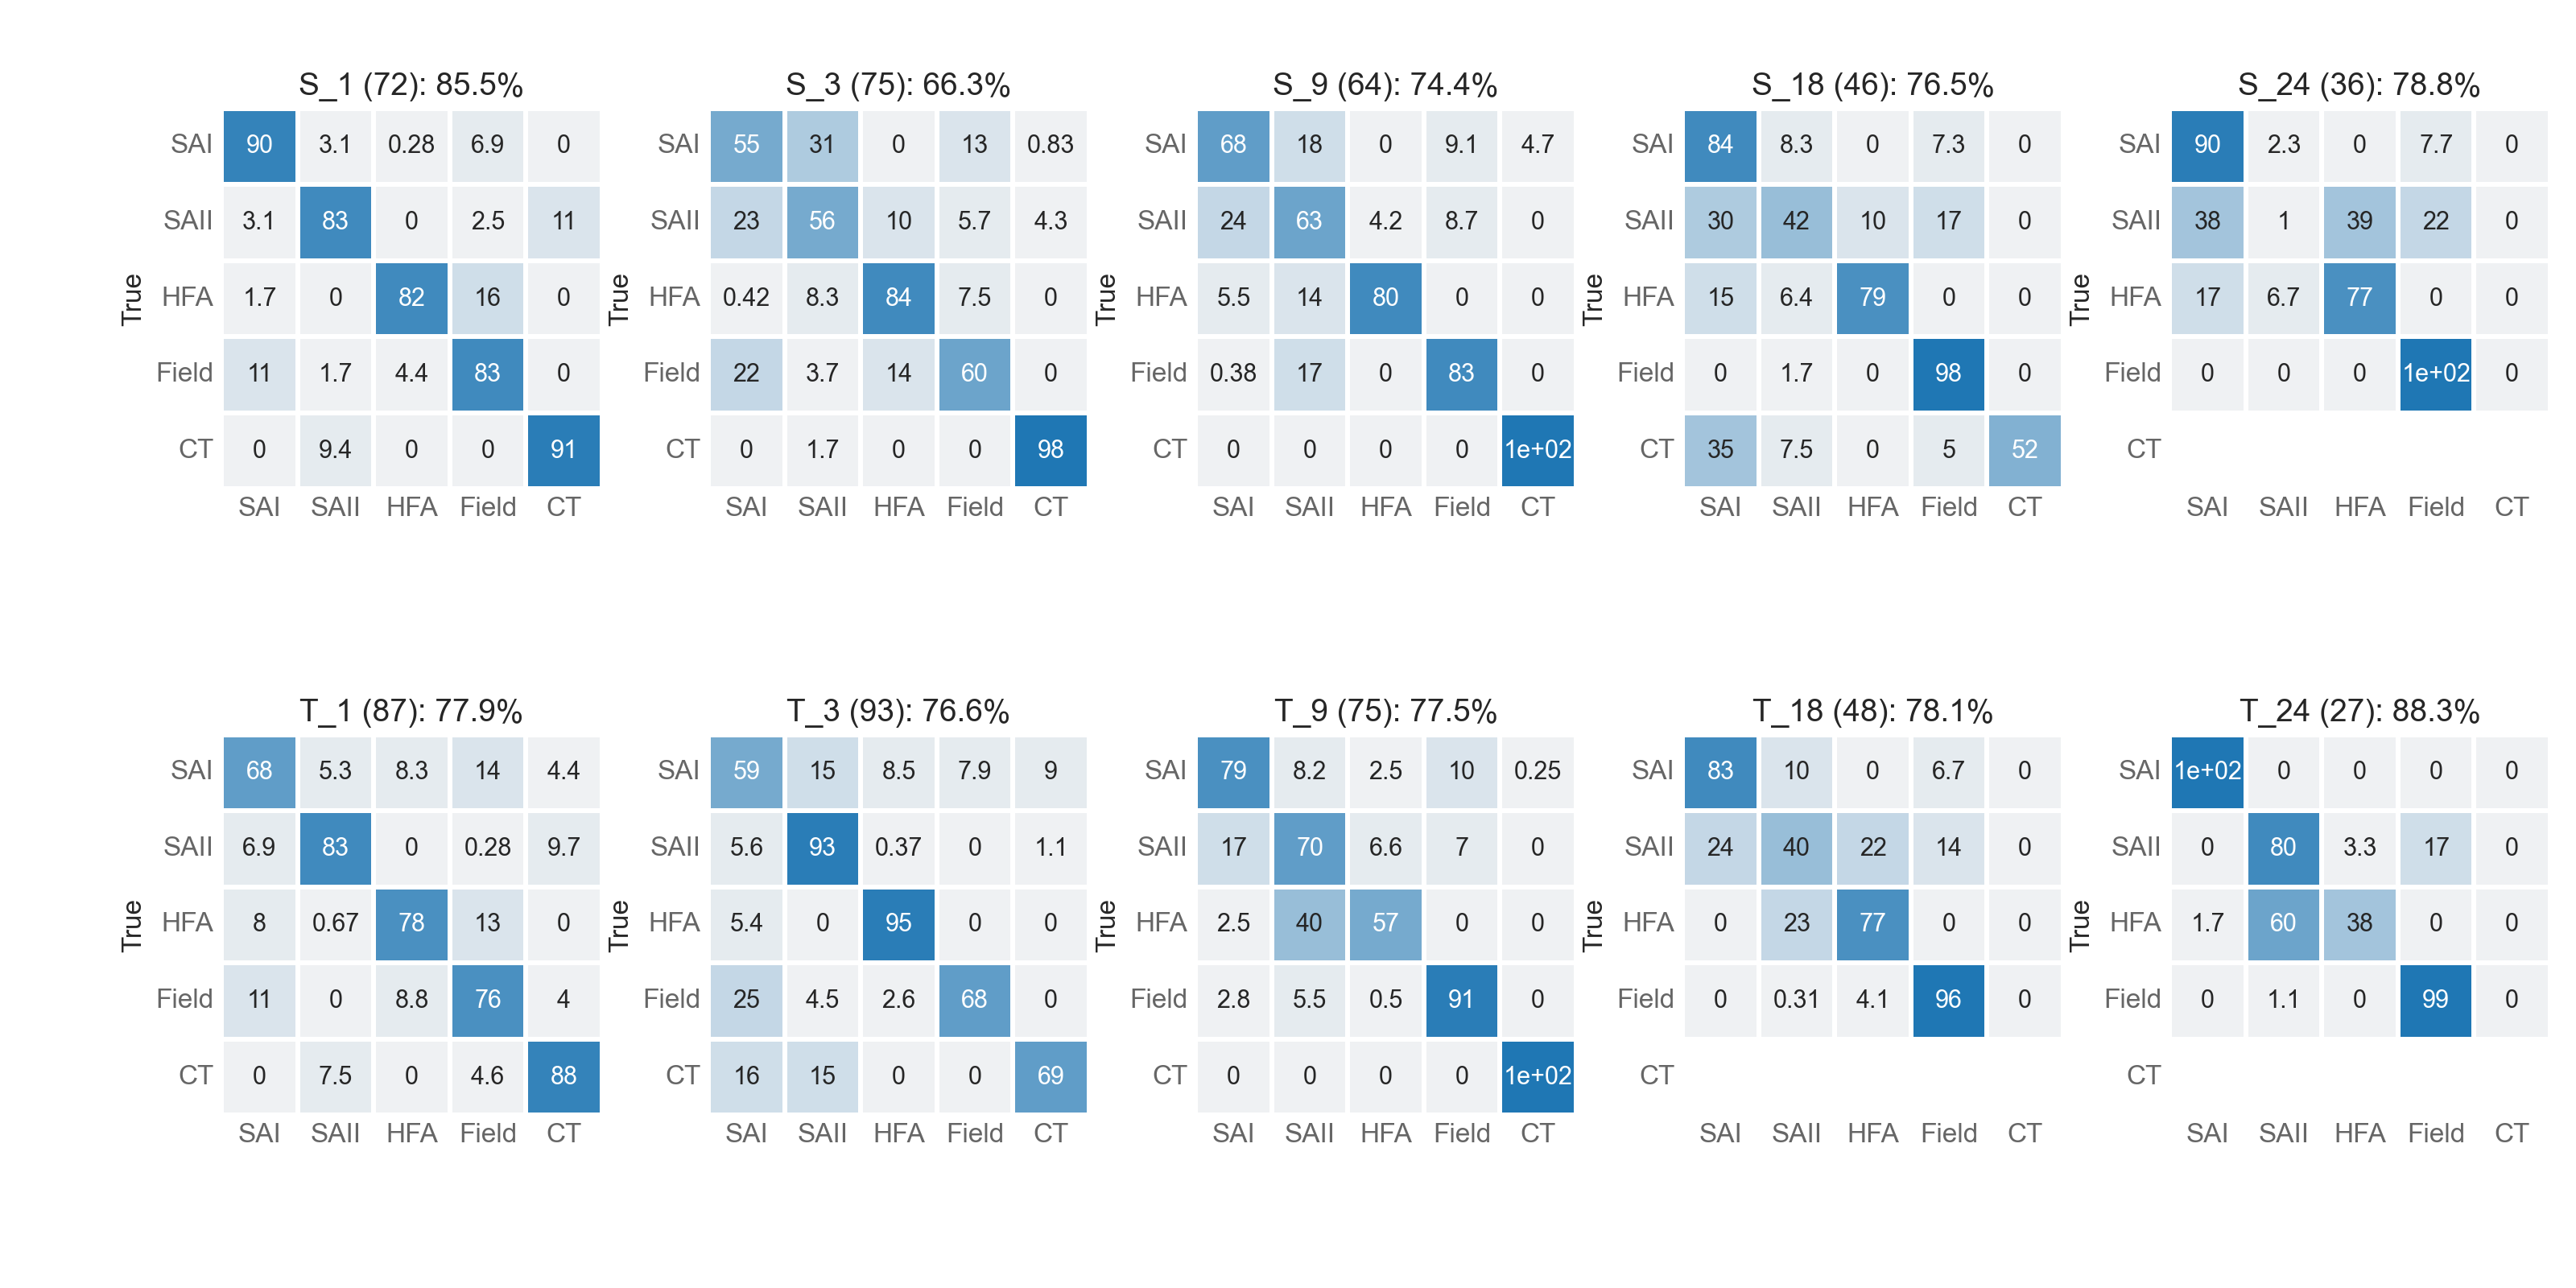 S_1 (72): 85.5% S_3 (75): 66.3% S_9 (64): 74.4% S_18 (46): 76.5% S_24 (36): 78.8%
SAI 90 3.1 0.28 6.9 0 SAI 55 31 0 13 0.83 SAI 68 18 0 9.1 4.7 SAI 84 8.3 0 7.3 0 SAI 90 2.3 0 7.7 0
SAII 3.1 83 0 2.5 11 SAII 23 56 10 5.7 4.3 SAII 24 63 4.2 8.7 0 SAII 30 42 10 17 0 SAII 38 1 39 22 0
True HFA 1.7 0 82 16 0 True HFA 0.42 8.3 84 7.5 0 True HFA 5.5 14 80 0 0 True HFA 15 6.4 79 0 0 True HFA 17 6.7 77 0 0
Field 11 1.7 4.4 83 0 Field 22 3.7 14 60 0 Field 0.38 17 0 83 0 Field 0 1.7 0 98 0 Field 0 0 0 1e+02 0
CT 0 9.4 0 0 91 CT 0 1.7 0 0 98 CT 0 0 0 0 1e+02 CT 35 7.5 0 5 52 CT
SAI SAII HFA Field CT SAI SAII HFA Field CT SAI SAII HFA Field CT SAI SAII HFA Field CT SAI SAII HFA Field CT
T_1 (87): 77.9% T_3 (93): 76.6% T_9 (75): 77.5% T_18 (48): 78.1% T_24 (27): 88.3%
SAI 68 5.3 8.3 14 4.4 SAI 59 15 8.5 7.9 9 SAI 79 8.2 2.5 10 0.25 SAI 83 10 0 6.7 0 SAI 1e+02 0 0 0 0
SAII 6.9 83 0 0.28 9.7 SAII 5.6 93 0.37 0 1.1 SAII 17 70 6.6 7 0 SAII 24 40 22 14 0 SAII 0 80 3.3 17 0
True HFA 8 0.67 78 13 0 True HFA 5.4 0 95 0 0 True HFA 2.5 40 57 0 0 True HFA 0 23 77 0 0 True HFA 1.7 60 38 0 0
Field 11 0 8.8 76 4 Field 25 4.5 2.6 68 0 Field 2.8 5.5 0.5 91 0 Field 0 0.31 4.1 96 0 Field 0 1.1 0 99 0
CT 0 7.5 0 4.6 88 CT 16 15 0 0 69 CT 0 0 0 0 1e+02 CT CT
SAI SAII HFA Field CT SAI SAII HFA Field CT SAI SAII HFA Field CT SAI SAII HFA Field CT SAI SAII HFA Field CT